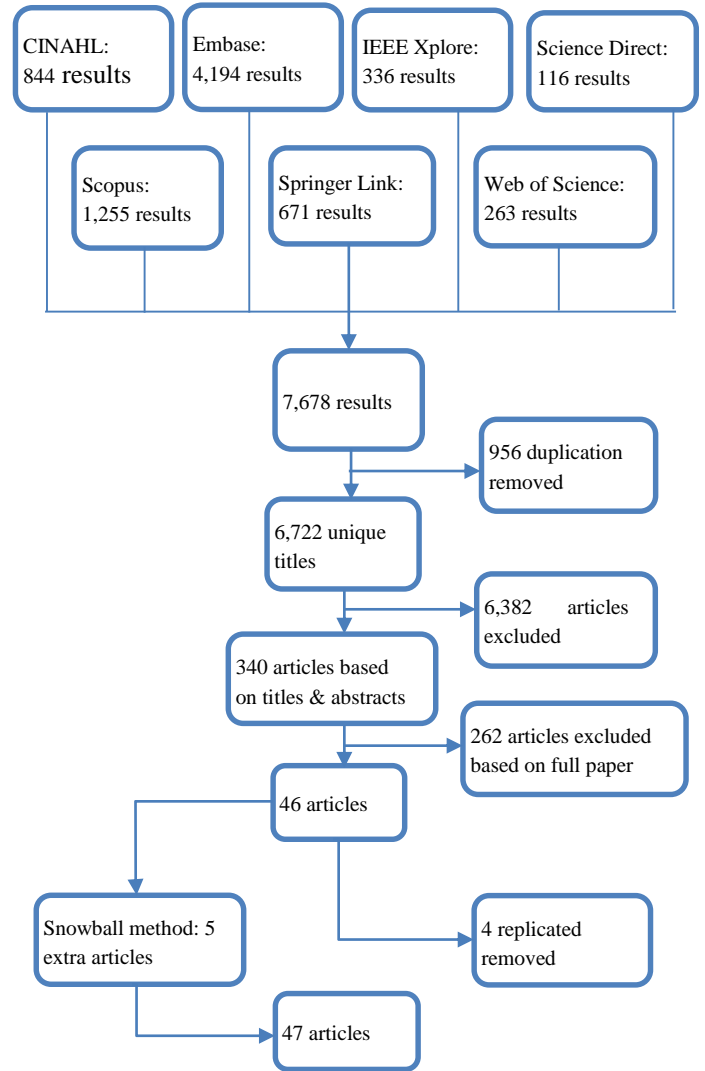 CINAHL:
844 results
Embase:
4,194 results
IEEE Xplore:
336 results
Science Direct:
116 results
Scopus:
1,255 results
Springer Link:
671 results
Web of Science:
263 results
7,678 results
956 duplication
removed
6,722 unique
titles
6,382 articles
excluded
340 articles based
on titles & abstracts
262 articles excluded
based on full paper
46 articles
Snowball method: 5
extra articles
4 replicated
removed
47 articles